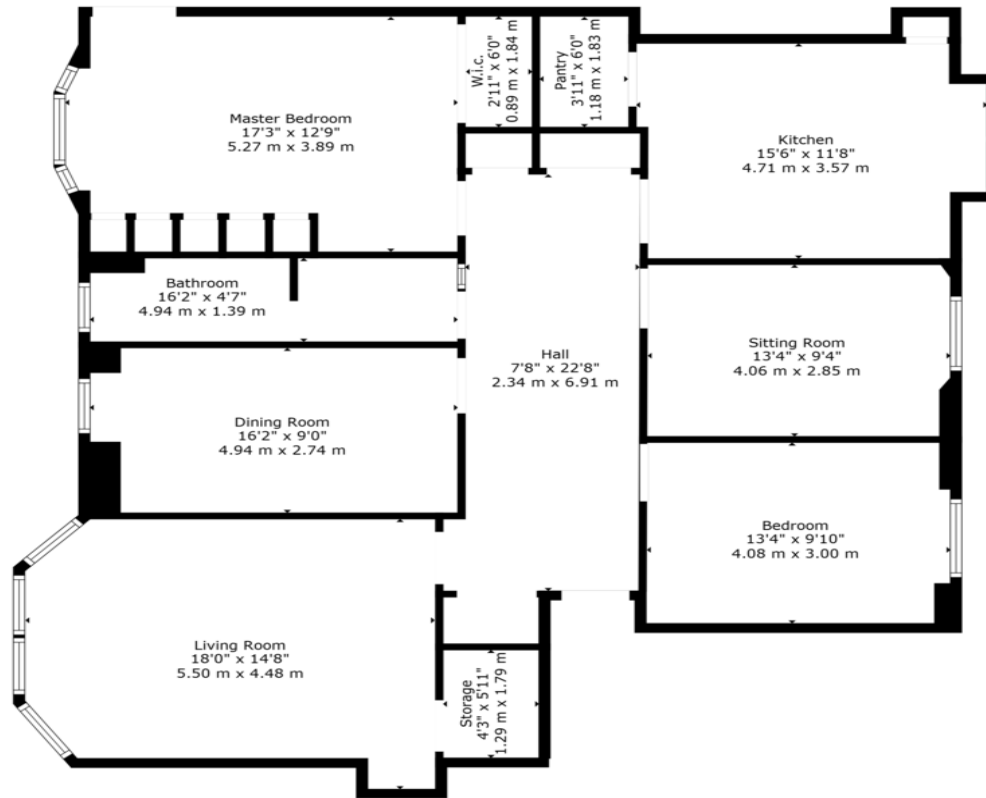 Master Bedroom
17'3" x 12'9"
5.27 m x 3.89 m
W.i.c.
2'11" x 6'0"
0.89 m x 1.84 m
Pantry
3'11" x 6'0"
1.18 m x 1.83 m
Kitchen
15'6" x 11'8"
4.71 m x 3.57 m
Bathroom
16'2" x 4'7"
4.94 m x 1.39 m
Hall
7'8" x 22'8"
2.34 m x 6.91 m
Sitting Room
13'4" x 9'4"
4.06 m x 2.85 m
Dining Room
16'2" x 9'0"
4.94 m x 2.74 m
Bedroom
13'4" x 9'10"
4.08 m x 3.00 m
Living Room
18'0" x 14'8"
5.50 m x 4.48 m
Storage
4'3" x 5'11"
1.29 m x 1.79 m